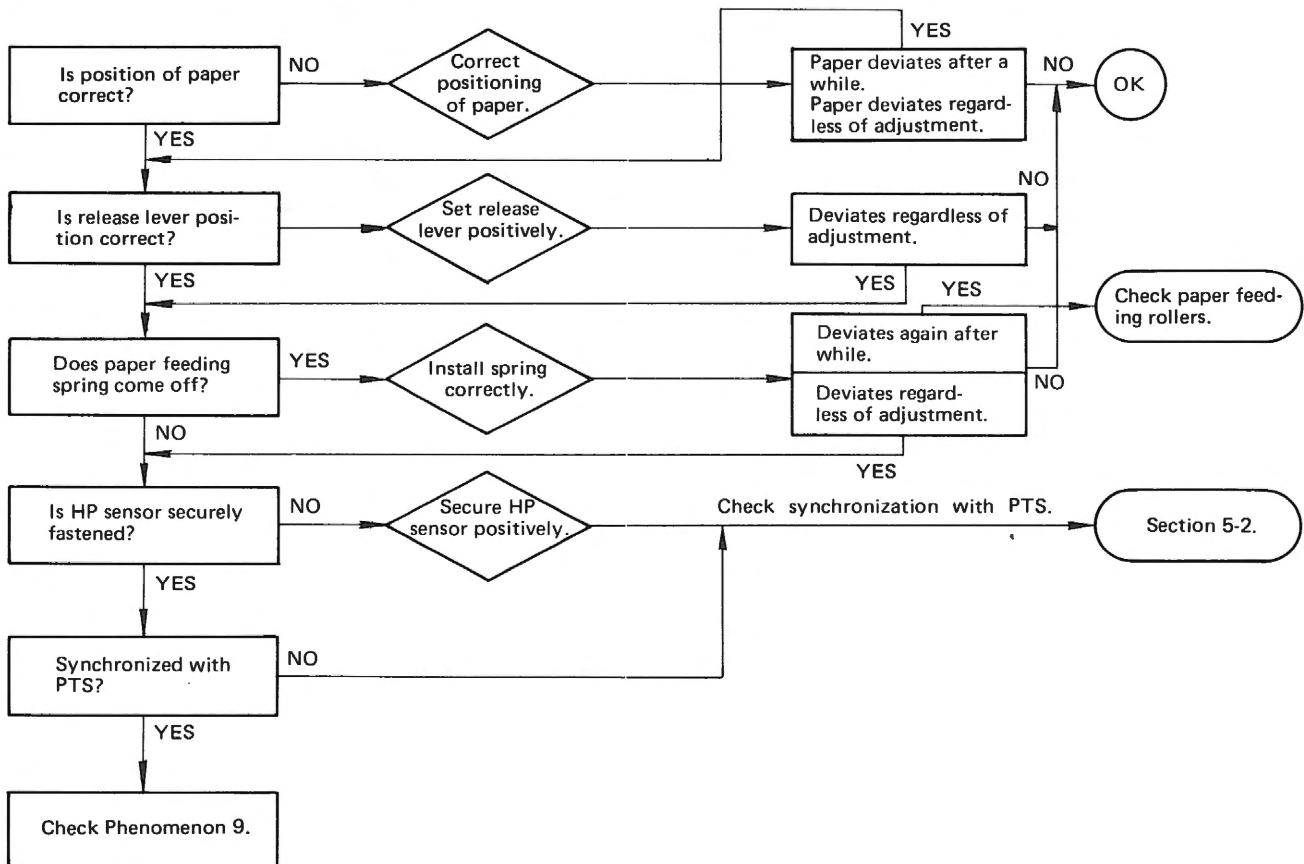 YES
Is position of paper
correct?
NO
Correct
positioning
of paper.
Paper deviates after a
while.
Paper deviates regard-
less of adjustment.
NO
OK
YES
Is release lever posi-
tion correct?
Set release
lever positively.
Deviates regardless of
adjustment.
NO
YES
YES
YES
Check paper feed-
ing rollers.
Does paper feeding
spring come off?
YES
Install spring
correctly.
Deviates again after
while.
Deviates regard-
less of adjustment.
NO
NO
YES
Is HP sensor securely
fastened?
NO
Secure HP
sensor positively.
Check synchronization with PTS.
Section 5-2.
YES
Synchronized with
PTS?
NO
YES
Check Phenomenon 9.